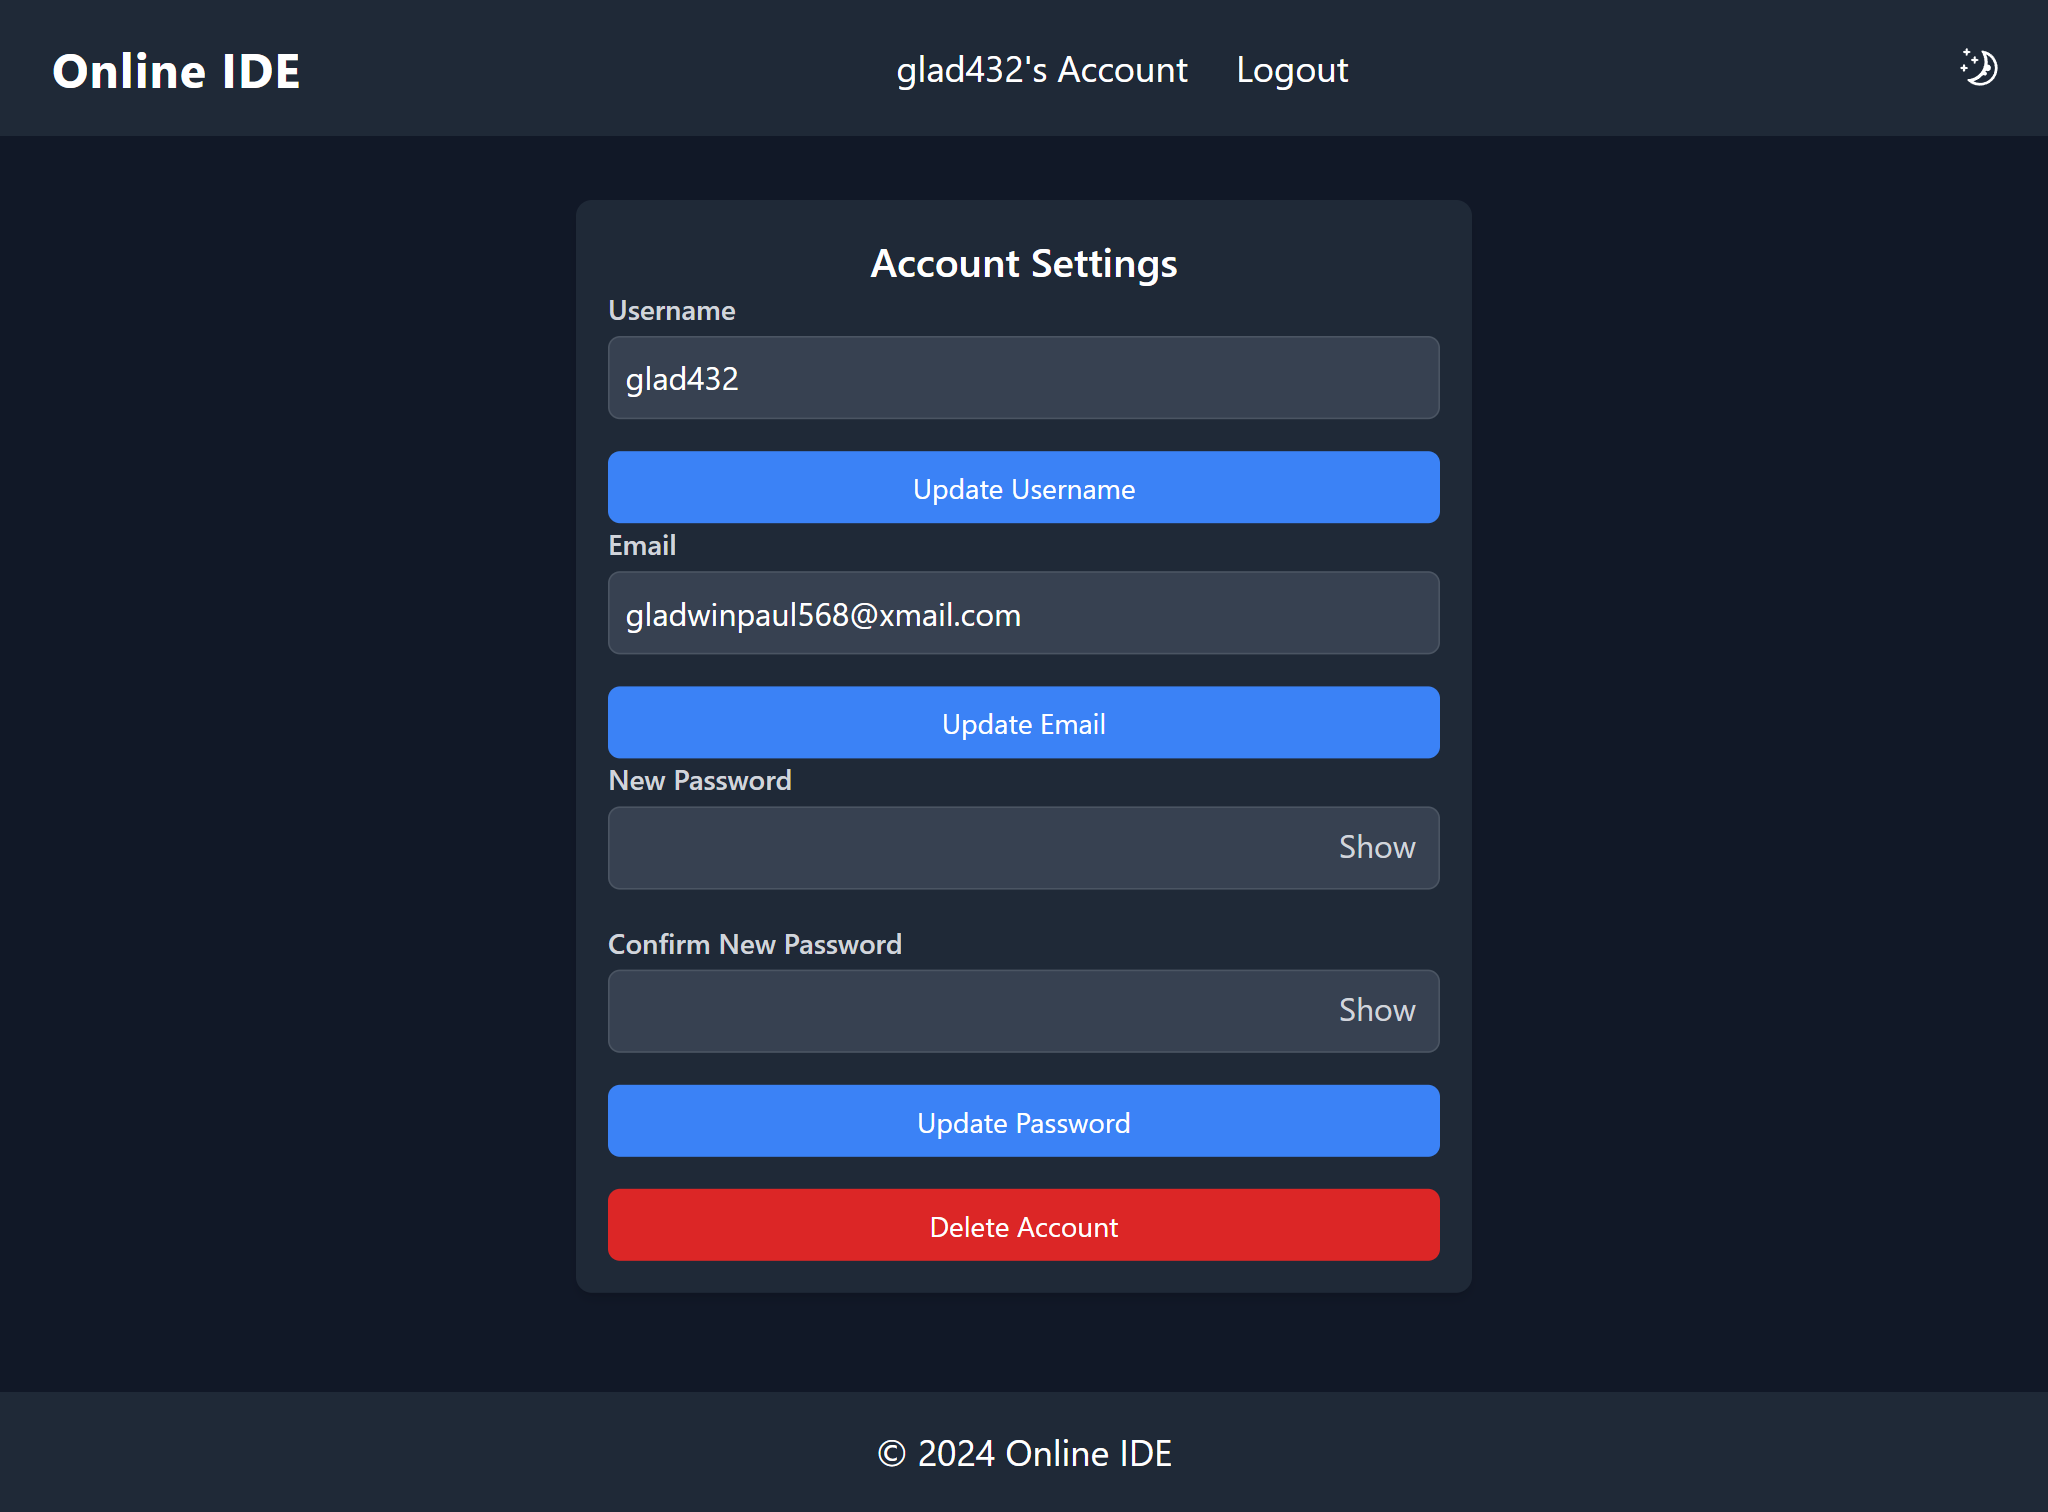 Online IDE
glad432's Account
Logout
Account Settings
Username
glad432
Update Username
Email
gladwinpaul568@xmail.com
Update Email
New Password
Show
Confirm New Password
Show
Update Password
Delete Account
© 2024 Online IDE